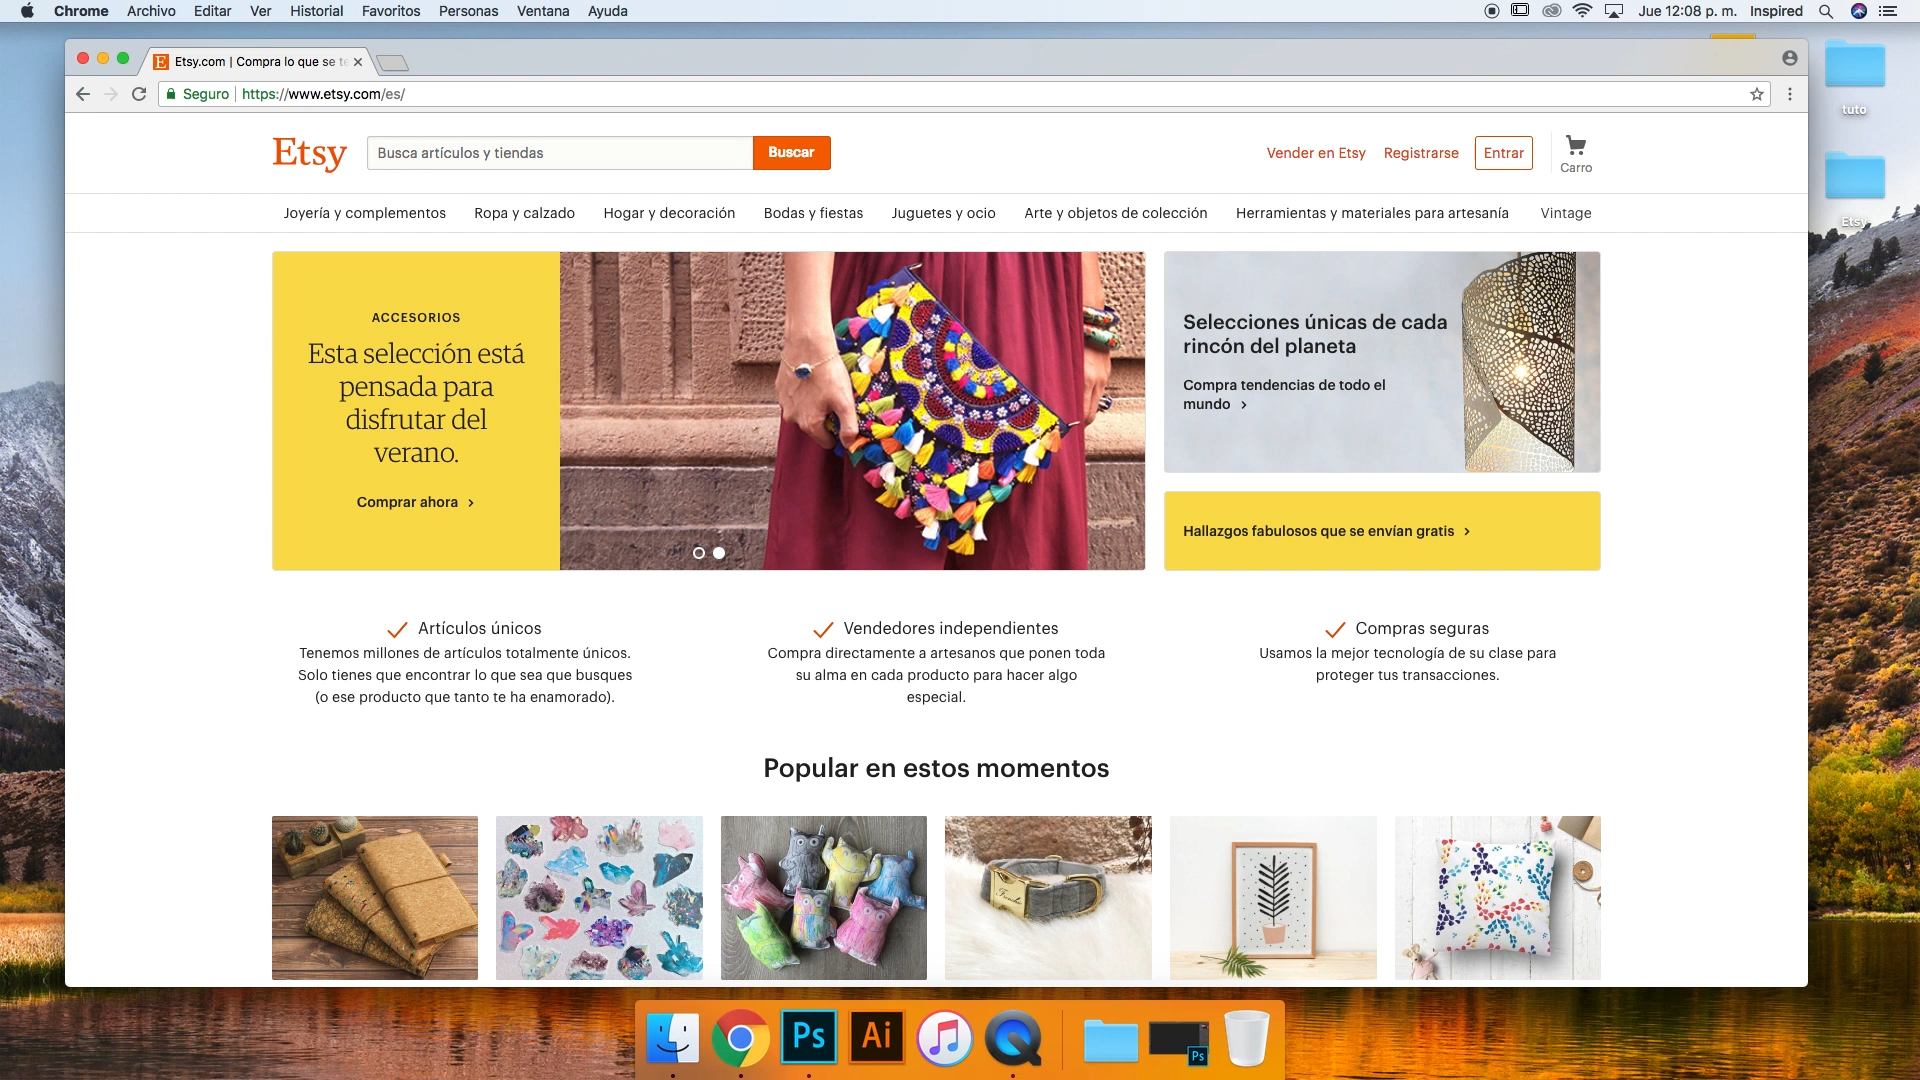 Chrome Archivo Editar Ver Historial Favoritos Personas Ventana Ayuda Jue 12:08 p. m. Inspired
Etsy.com | Compra lo que se te
Seguro https://www.etsy.com/es/
tuto
Etsy
Etsy Busca artículos y tiendas Buscar Vender en Etsy Registrarse Entrar Carro
Joyería y complementos Ropa y calzado Hogar y decoración Bodas y fiestas Juguetes y ocio Arte y objetos de colección Herramientas y materiales para artesanía Vintage
ACCESORIOS
Esta selección está
pensada para
disfrutar del
verano.
Comprar ahora
Selecciones únicas de cada
rincón del planeta
Compra tendencias de todo el
mundo
Hallazgos fabulosos que se envían gratis
Artículos únicos
Tenemos millones de artículos totalmente únicos.
Solo tienes que encontrar lo que sea que busques
(o ese producto que tanto te ha enamorado).
Vendedores independientes
Compra directamente a artesanos que ponen toda
su alma en cada producto para hacer algo
especial.
Compras seguras
Usamos la mejor tecnología de su clase para
proteger tus transacciones.
Popular en estos momentos
Ps Ai Ps